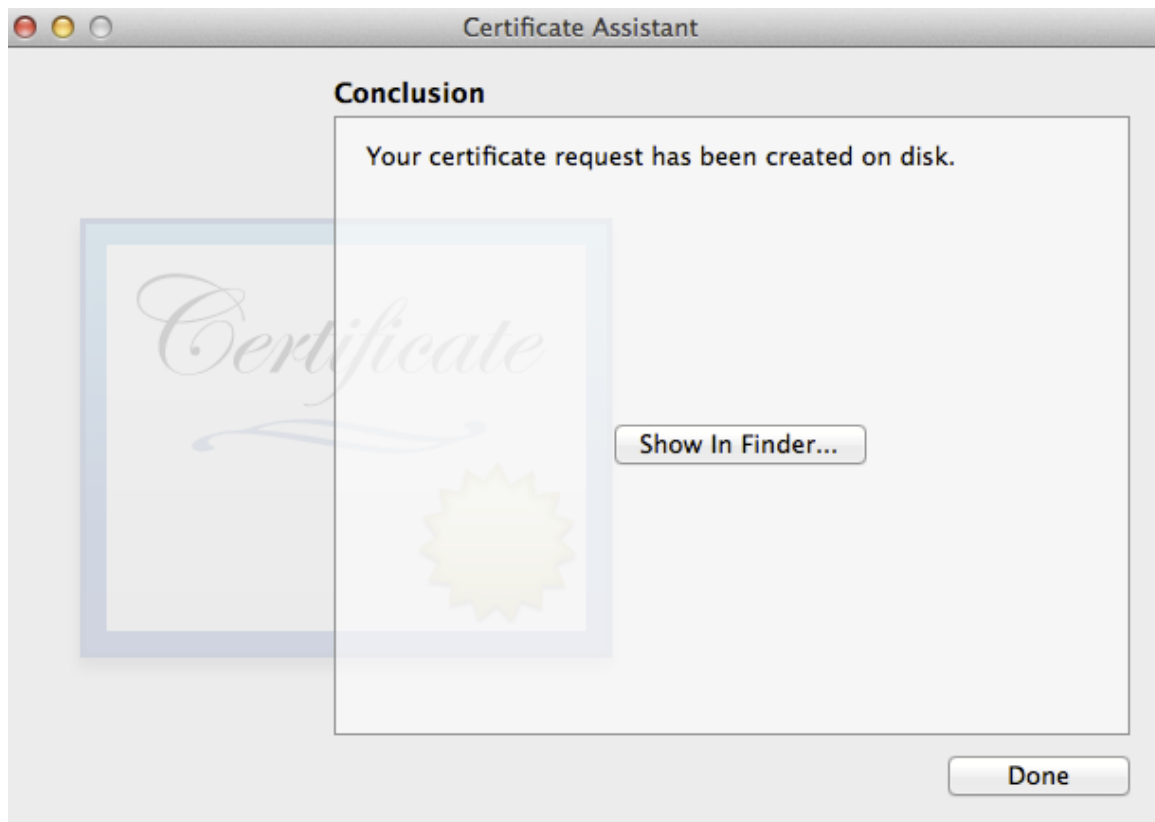 Certificate Assistant
Conclusion
Your certificate request has been created on disk.
Certificate
Show In Finder...
Done